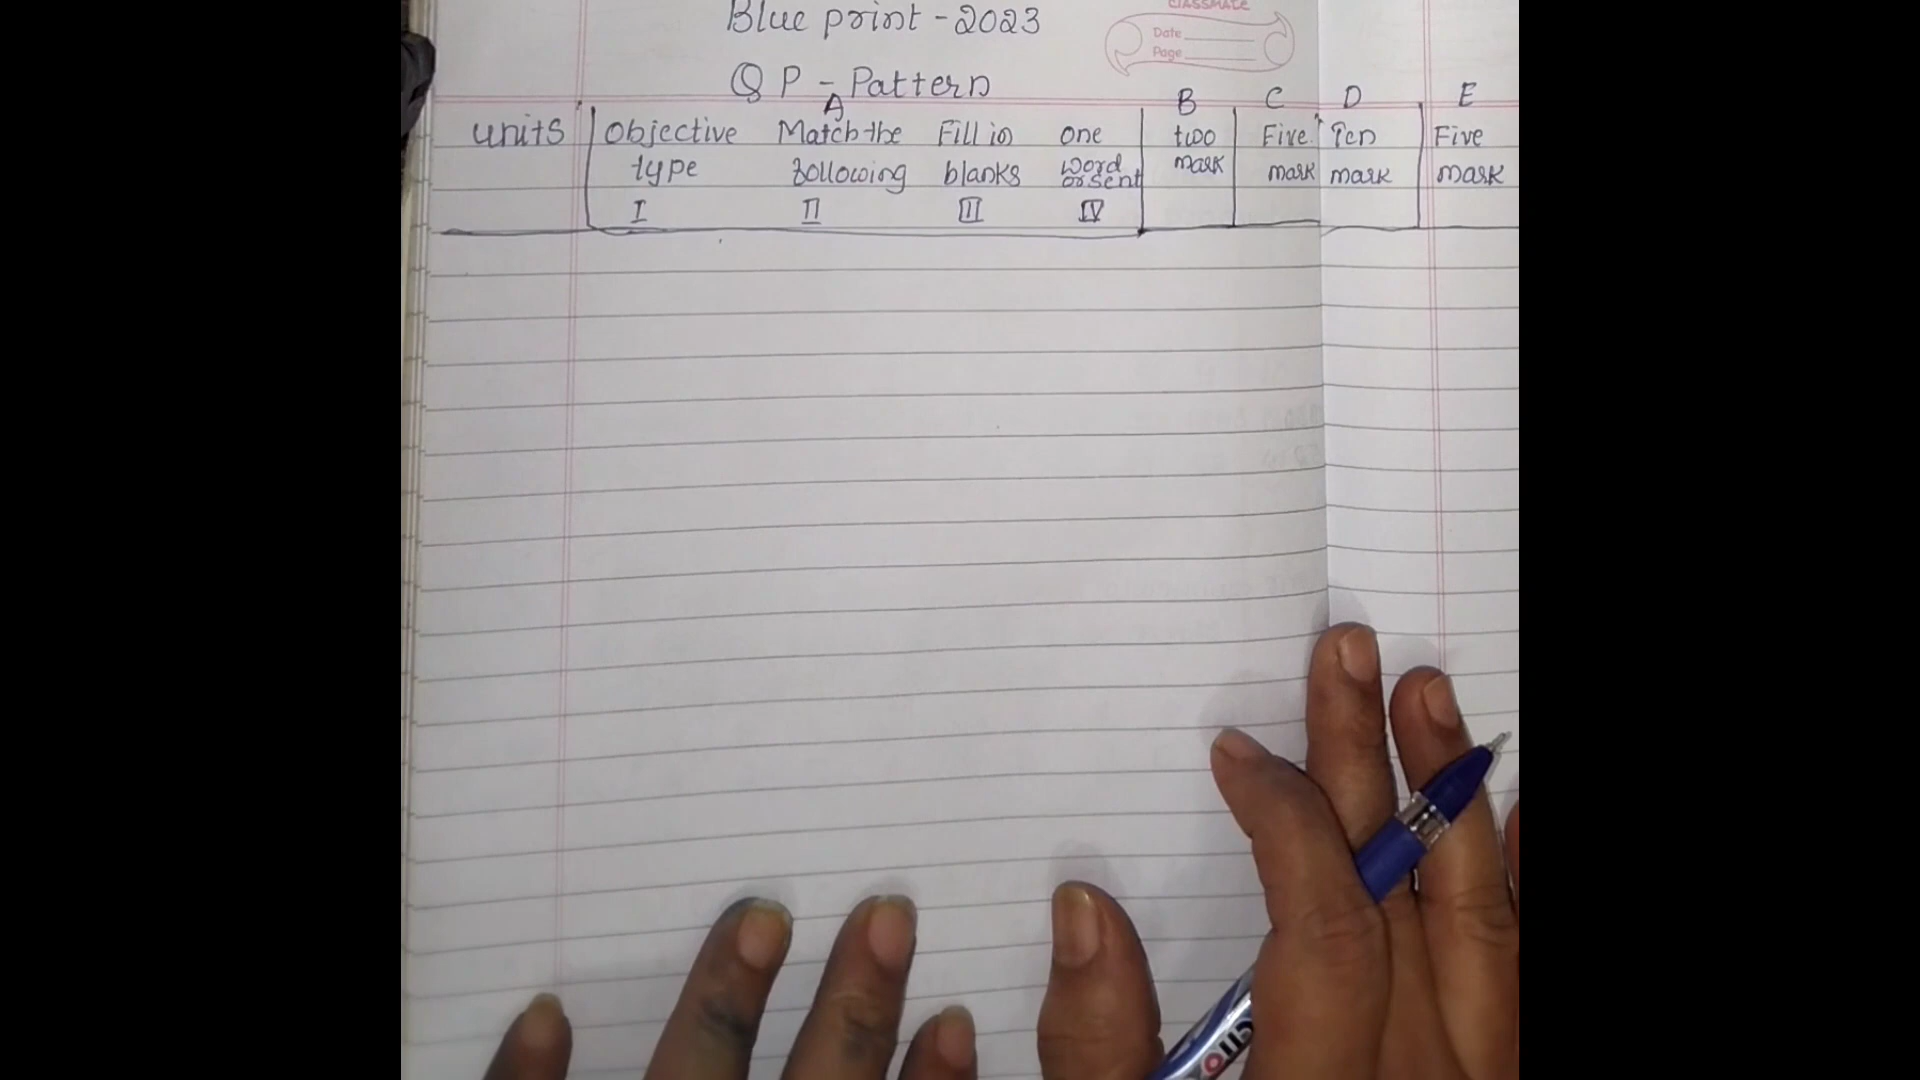 Blue print - 2023
CLASSMATE
Date
Page
Q P - Pattern
A B C D E
units Objective Match the Fill in one two Five Ten Five
type following blanks word mark mark mark mark
or sent
I II III IV